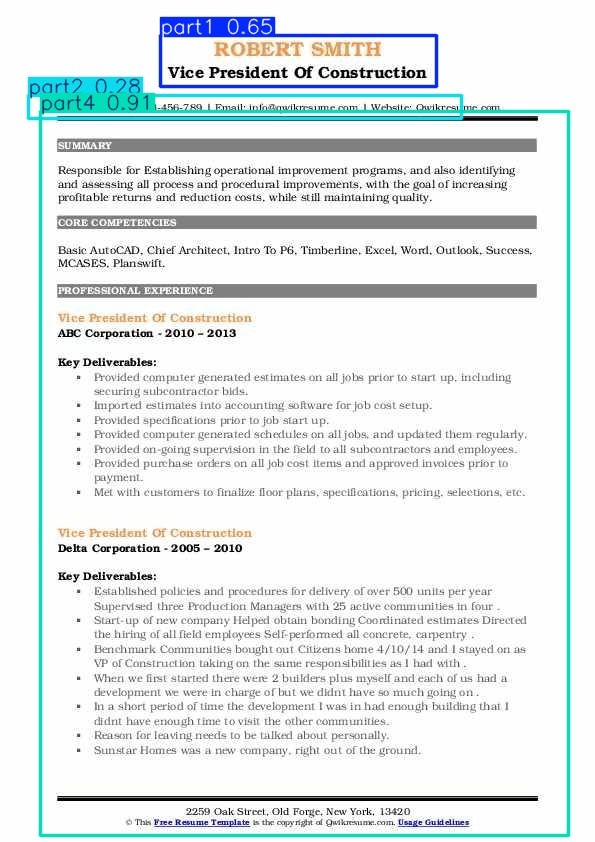 part1 0.65
ROBERT SMITH
Vice President Of Construction
part2 0.28
part4 0.91
-456-789 | Email: info@qwikresume.com | Website: Qwikresume.com
SUMMARY
Responsible for Establishing operational improvement programs, and also identifying
and assessing all process and procedural improvements, with the goal of increasing
profitable returns and reduction costs, while still maintaining quality.
CORE COMPETENCIES
Basic AutoCAD, Chief Architect, Intro To P6, Timberline, Excel, Word, Outlook, Success,
MCASES, Planswift.
PROFESSIONAL EXPERIENCE
Vice President Of Construction
ABC Corporation - 2010 – 2013
Key Deliverables:
▪ Provided computer generated estimates on all jobs prior to start up, including
securing subcontractor bids.
▪ Imported estimates into accounting software for job cost setup.
▪ Provided specifications prior to job start up.
▪ Provided computer generated schedules on all jobs, and updated them regularly.
▪ Provided on-going supervision in the field to all subcontractors and employees.
▪ Provided purchase orders on all job cost items and approved invoices prior to
payment.
▪ Met with customers to finalize floor plans, specifications, pricing, selections, etc.
Vice President Of Construction
Delta Corporation - 2005 – 2010
Key Deliverables:
▪ Established policies and procedures for delivery of over 500 units per year
Supervised three Production Managers with 25 active communities in four .
▪ Start-up of new company Helped obtain bonding Coordinated estimates Directed
the hiring of all field employees Self-performed all concrete, carpentry .
▪ Benchmark Communities bought out Citizens home 4/10/14 and I stayed on as
VP of Construction taking on the same responsibilities as I had with .
▪ When we first started there were 2 builders plus myself and each of us had a
development we were in charge of but we didnt have so much going on .
▪ In a short period of time the development I was in had enough building that I
didnt have enough time to visit the other communities.
▪ Reason for leaving needs to be talked about personally.
▪ Sunstar Homes was a new company, right out of the ground.
2259 Oak Street, Old Forge, New York, 13420
© This Free Resume Template is the copyright of Qwikresume.com. Usage Guidelines